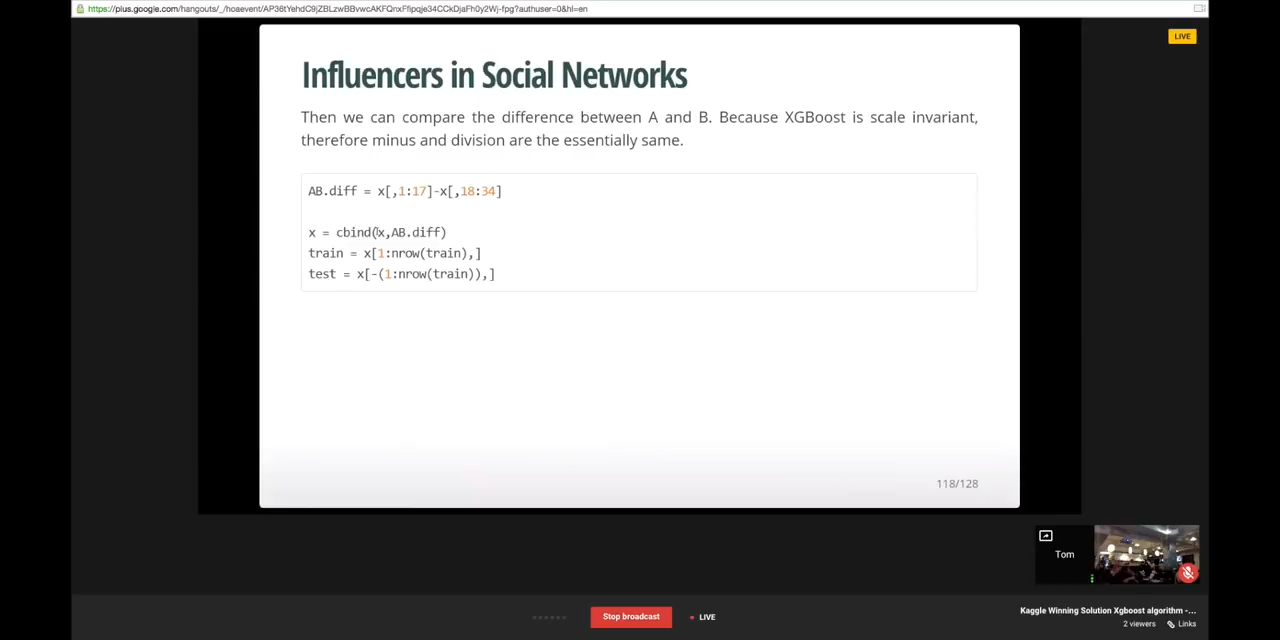 https://plus.google.com/hangouts/_/hoaevent/AP36tYehdC9jZBLzwBBvwcAKFQnxFfipqje34CCkDjaFh0y2Wj-fpg?authuser=0&hl=en
LIVE
Influencers in Social Networks
Then we can compare the difference between A and B. Because XGBoost is scale invariant,
therefore minus and division are the essentially same.
AB.diff = x[,1:17]-x[,18:34]
x = cbind(x,AB.diff)
train = x[1:nrow(train),]
test = x[-(1:nrow(train)),]
118/128
Tom
Stop broadcast
LIVE
Kaggle Winning Solution Xgboost algorithm -...
2 viewers
Links